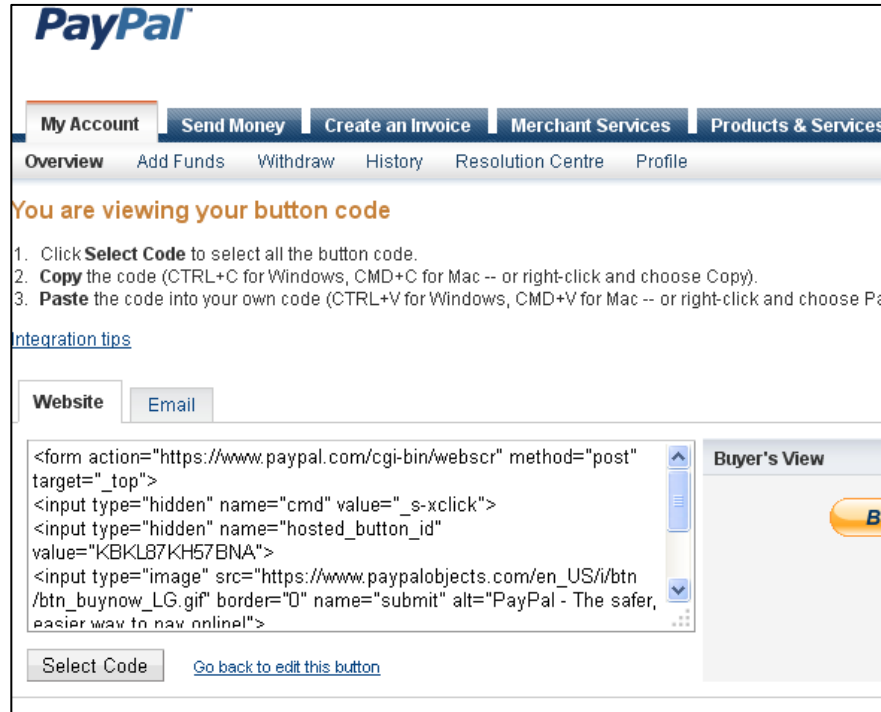 PayPal
My Account Send Money Create an Invoice Merchant Services Products & Services
Overview Add Funds Withdraw History Resolution Centre Profile
You are viewing your button code
1. Click Select Code to select all the button code.
2. Copy the code (CTRL+C for Windows, CMD+C for Mac -- or right-click and choose Copy).
3. Paste the code into your own code (CTRL+V for Windows, CMD+V for Mac -- or right-click and choose Pa
Integration tips
Website Email
<form action="https://www.paypal.com/cgi-bin/webscr" method="post"
target="_top">
<input type="hidden" name="cmd" value="_s-xclick">
<input type="hidden" name="hosted_button_id"
value="KBKL87KH57BNA">
<input type="image" src="https://www.paypalobjects.com/en_US/i/btn
/btn_buynow_LG.gif" border="0" name="submit" alt="PayPal - The safer,
easier way to pay online!">
Buyer's View
B
Select Code Go back to edit this button